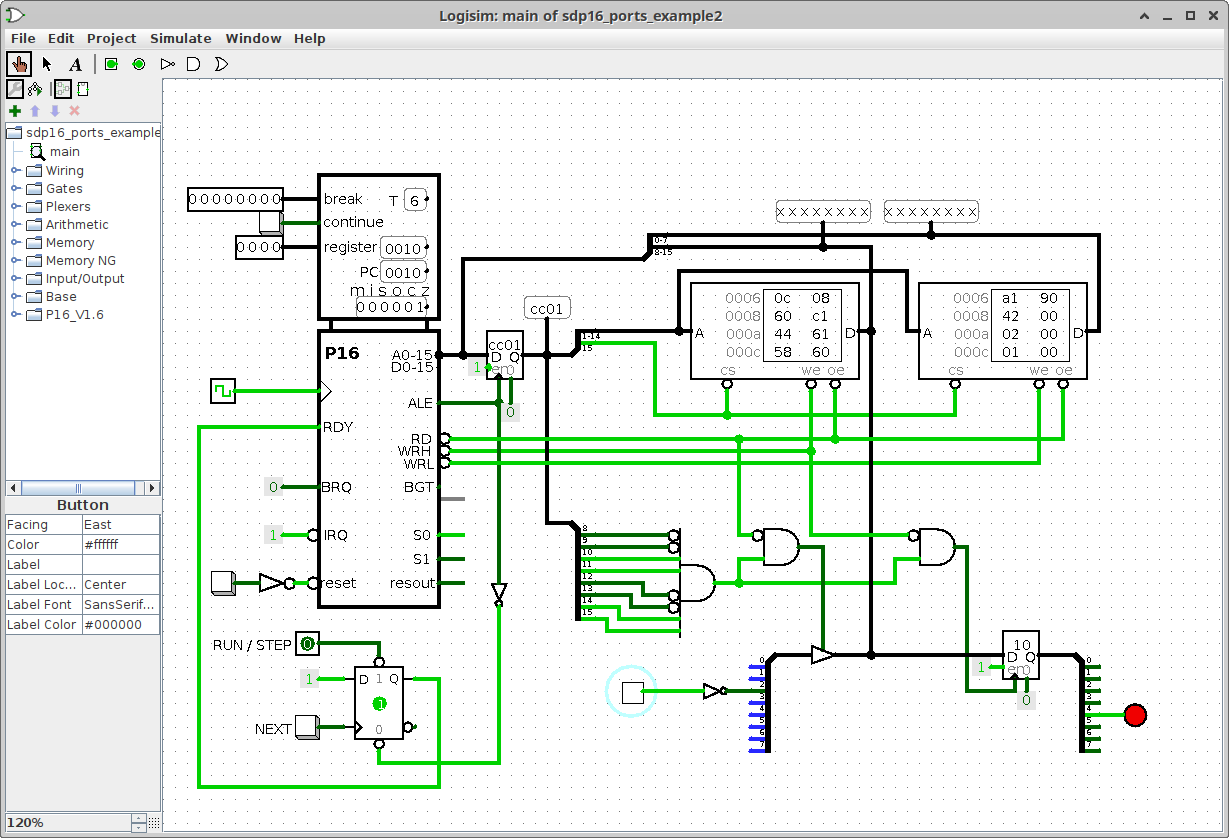 Logisim: main of sdp16_ports_example2
File Edit Project Simulate Window Help
A
sdp16_ports_example
main
Wiring
Gates
Plexers
Arithmetic
Memory
Memory NG
Input/Output
Base
P16_V1.6
Button
Facing East
Color #ffffff
Label
Label Loc... Center
Label Font SansSerif...
Label Color #000000
120%
00000000 break T 6
continue
0000 register 0010
PC 0010
m i s o c z
000001
P16
A0-15
D0-15
ALE
RDY
RD
WRH
WRL
0 BRQ BGT
1 IRQ S0
S1
reset resout
cc01
D Q
1 en 0
0
cc01
xxxxxxxx xxxxxxxx
0-7
8-15
1-14
15
A D
0006 0c 08
0008 60 c1
000a 44 61
000c 58 60
cs we oe
A D
0006 a1 90
0008 42 00
000a 02 00
000c 01 00
cs we oe
8
9
10
11
12
13
14
15
RUN / STEP 0
1 D 1 Q
1
0
NEXT
0
1
2
3
4
5
6
7
10
D Q
1 en 0
0
0
1
2
3
4
5
6
7